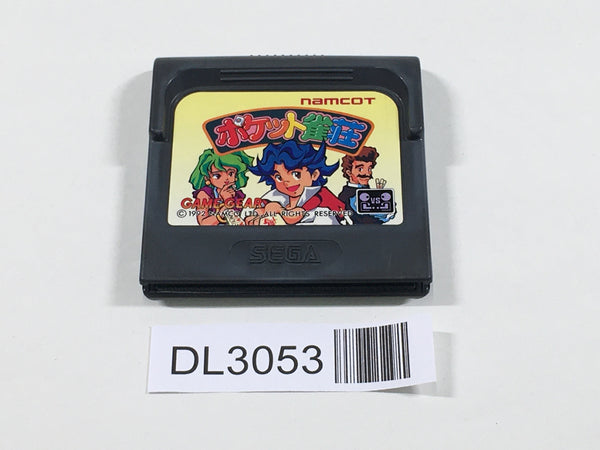 namcot
ポケット雀荘
GAME GEAR
VS
© 1992 NAMCO LTD. ALL RIGHTS RESERVED
SEGA
DL3053